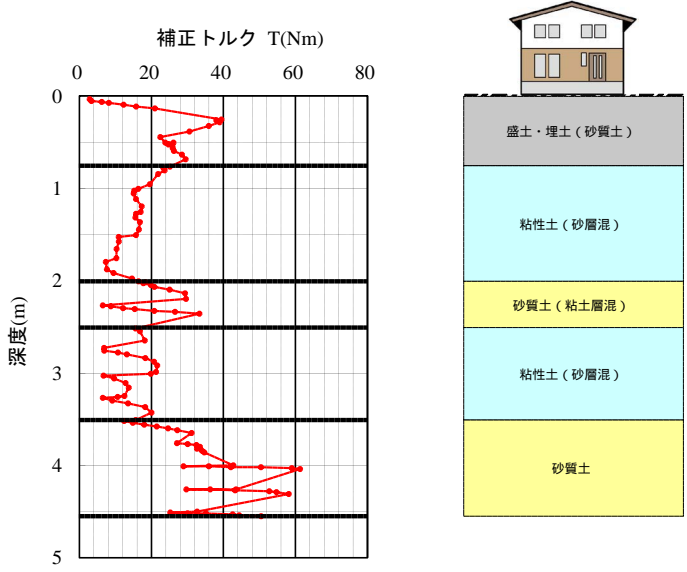 補正トルク T(Nm)
0 20 40 60 80
0
1
2
3
4
5
深度(m)
盛土・埋土(砂質土)
粘性土(砂層混)
砂質土(粘土層混)
粘性土(砂層混)
砂質土